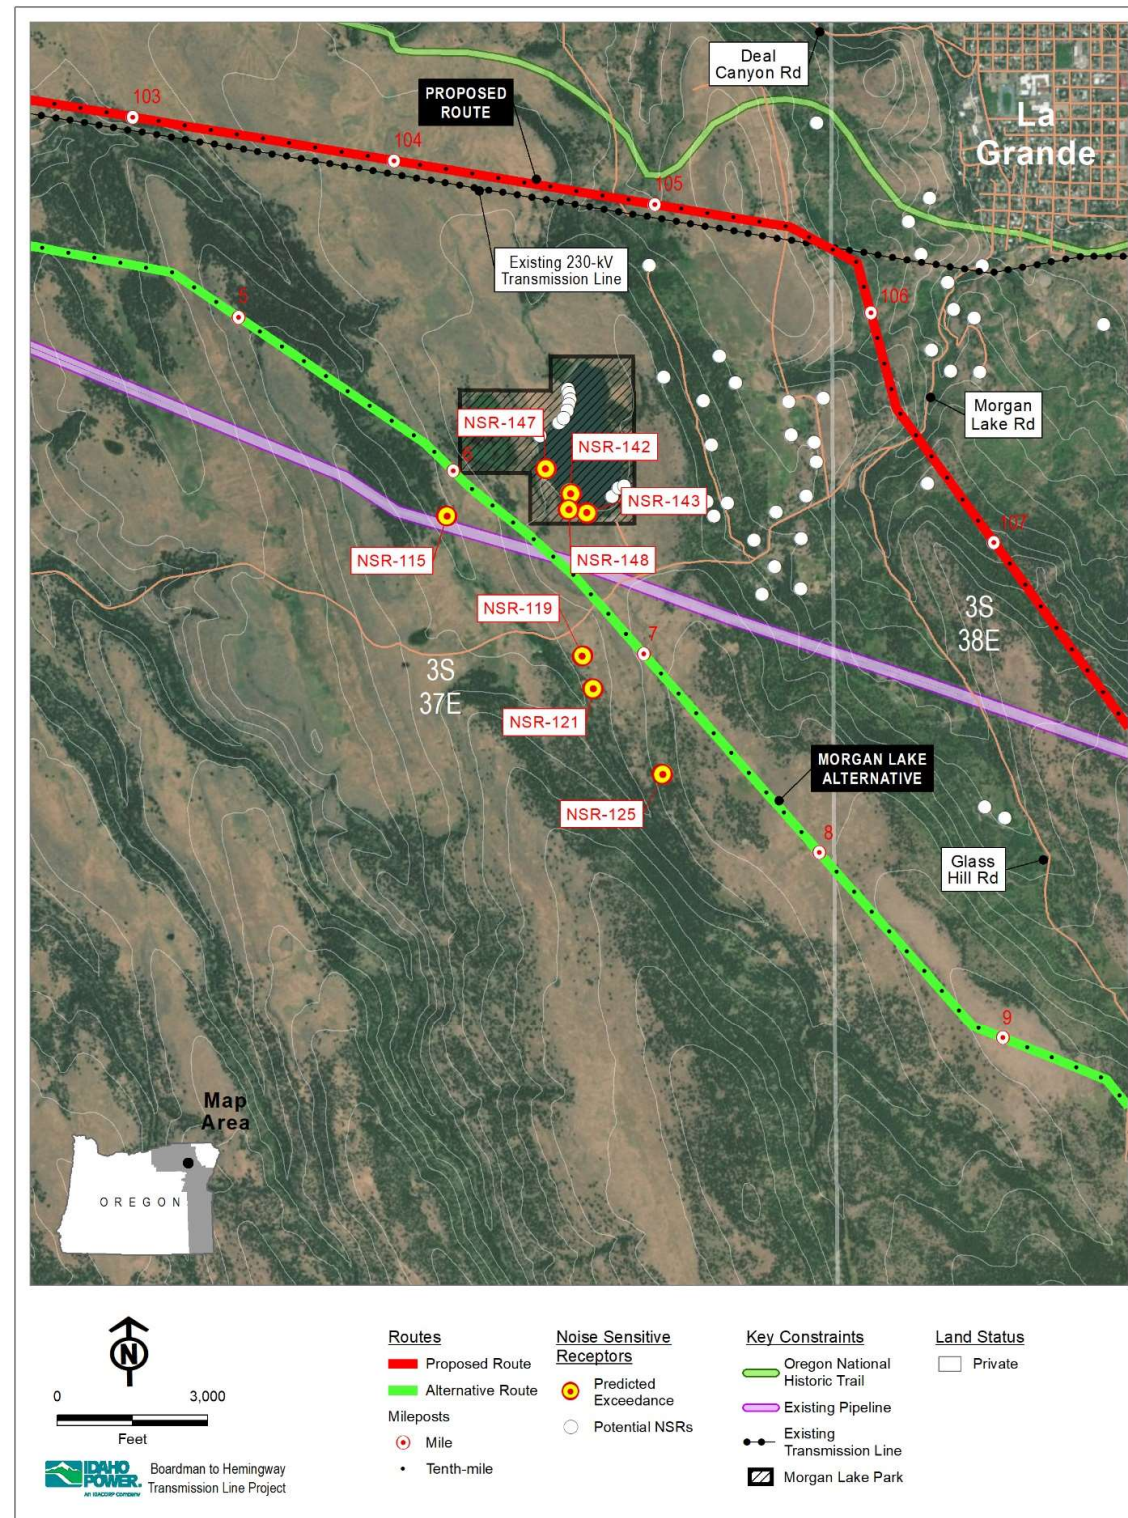 Deal
Canyon Rd
La
Grande
103
PROPOSED
ROUTE
104
105
Existing 230-kV
Transmission Line
106
5
Morgan
Lake Rd
NSR-147
NSR-142
6
NSR-143
107
NSR-115
NSR-148
NSR-119
3S
38E
7
3S
37E
NSR-121
MORGAN LAKE
ALTERNATIVE
NSR-125
8
Glass
Hill Rd
9
Map
Area
OREGON
N
0 3,000
Feet
IDAHO
POWER.
An IDACORP Company
Boardman to Hemingway
Transmission Line Project
Routes
Proposed Route
Alternative Route
Mileposts
Mile
Tenth-mile
Noise Sensitive
Receptors
Predicted
Exceedance
Potential NSRs
Key Constraints
Oregon National
Historic Trail
Existing Pipeline
Existing
Transmission Line
Morgan Lake Park
Land Status
Private